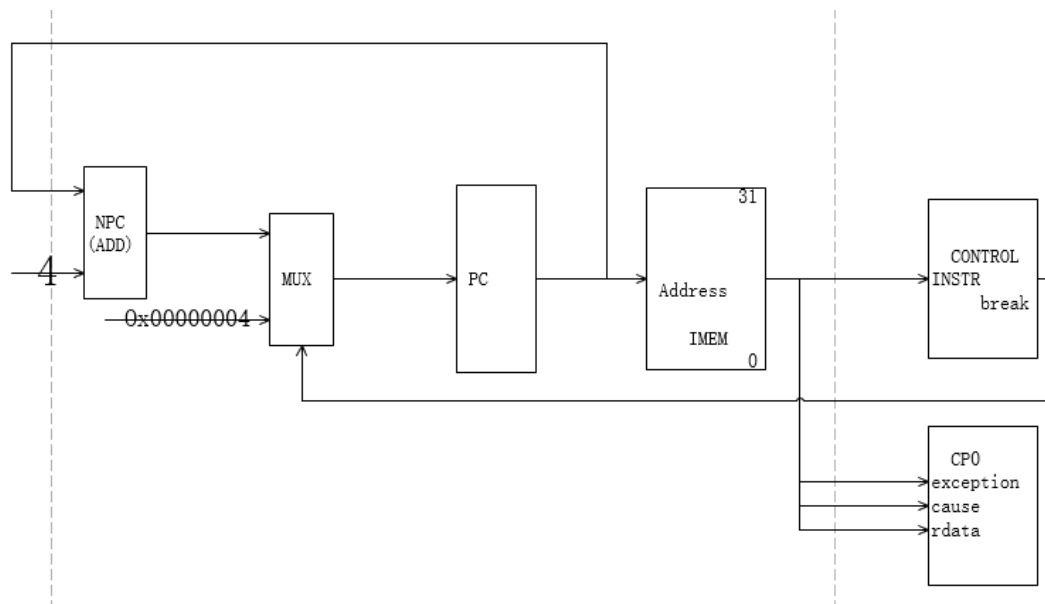 31
NPC
(ADD)
CONTROL
4
MUX
PC
INSTR
Address
break
0x00000004
IMEM
0
CP0
exception
cause
rdata